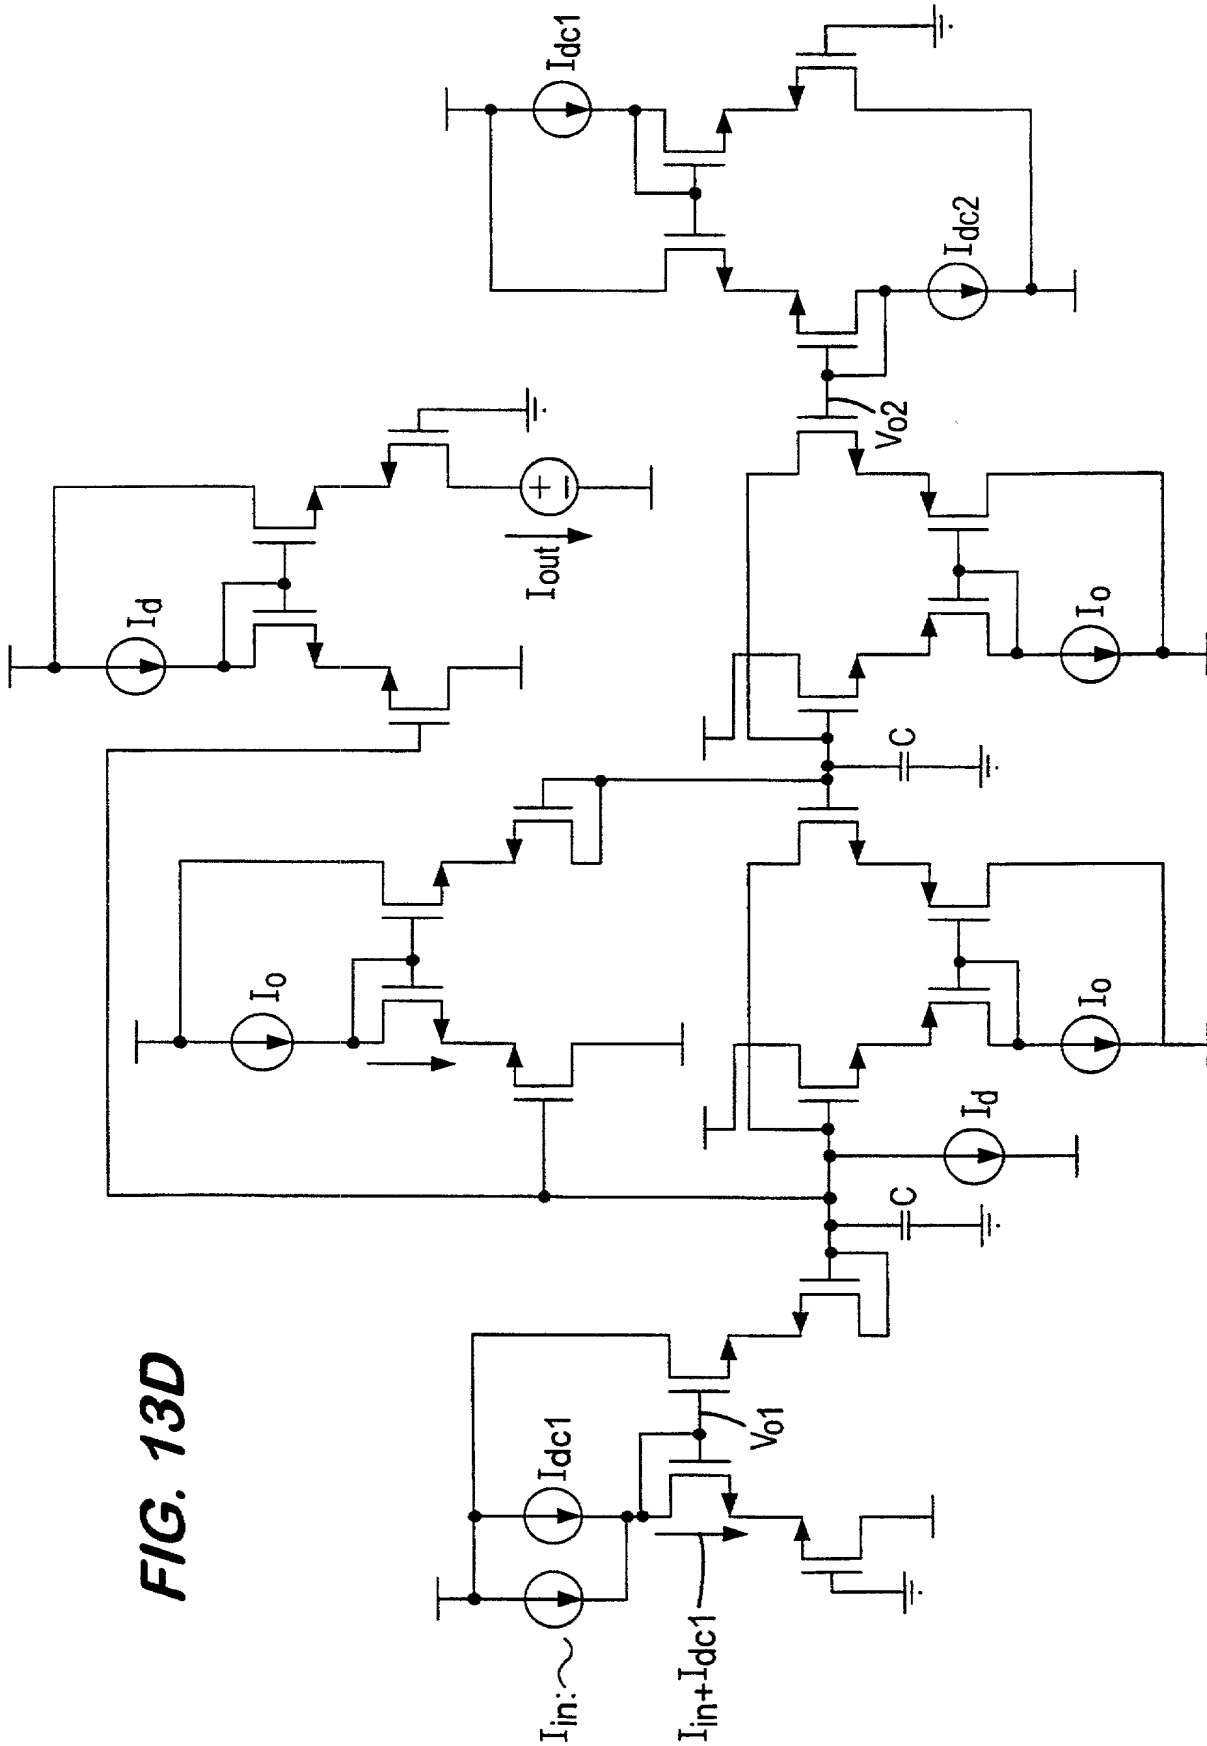 FIG. 13D
Iin:~
Idc1
Iin+Idc1
Vo1
C
Id
Io
Io
Id
Iout
C
Io
Vo2
Idc2
Idc1